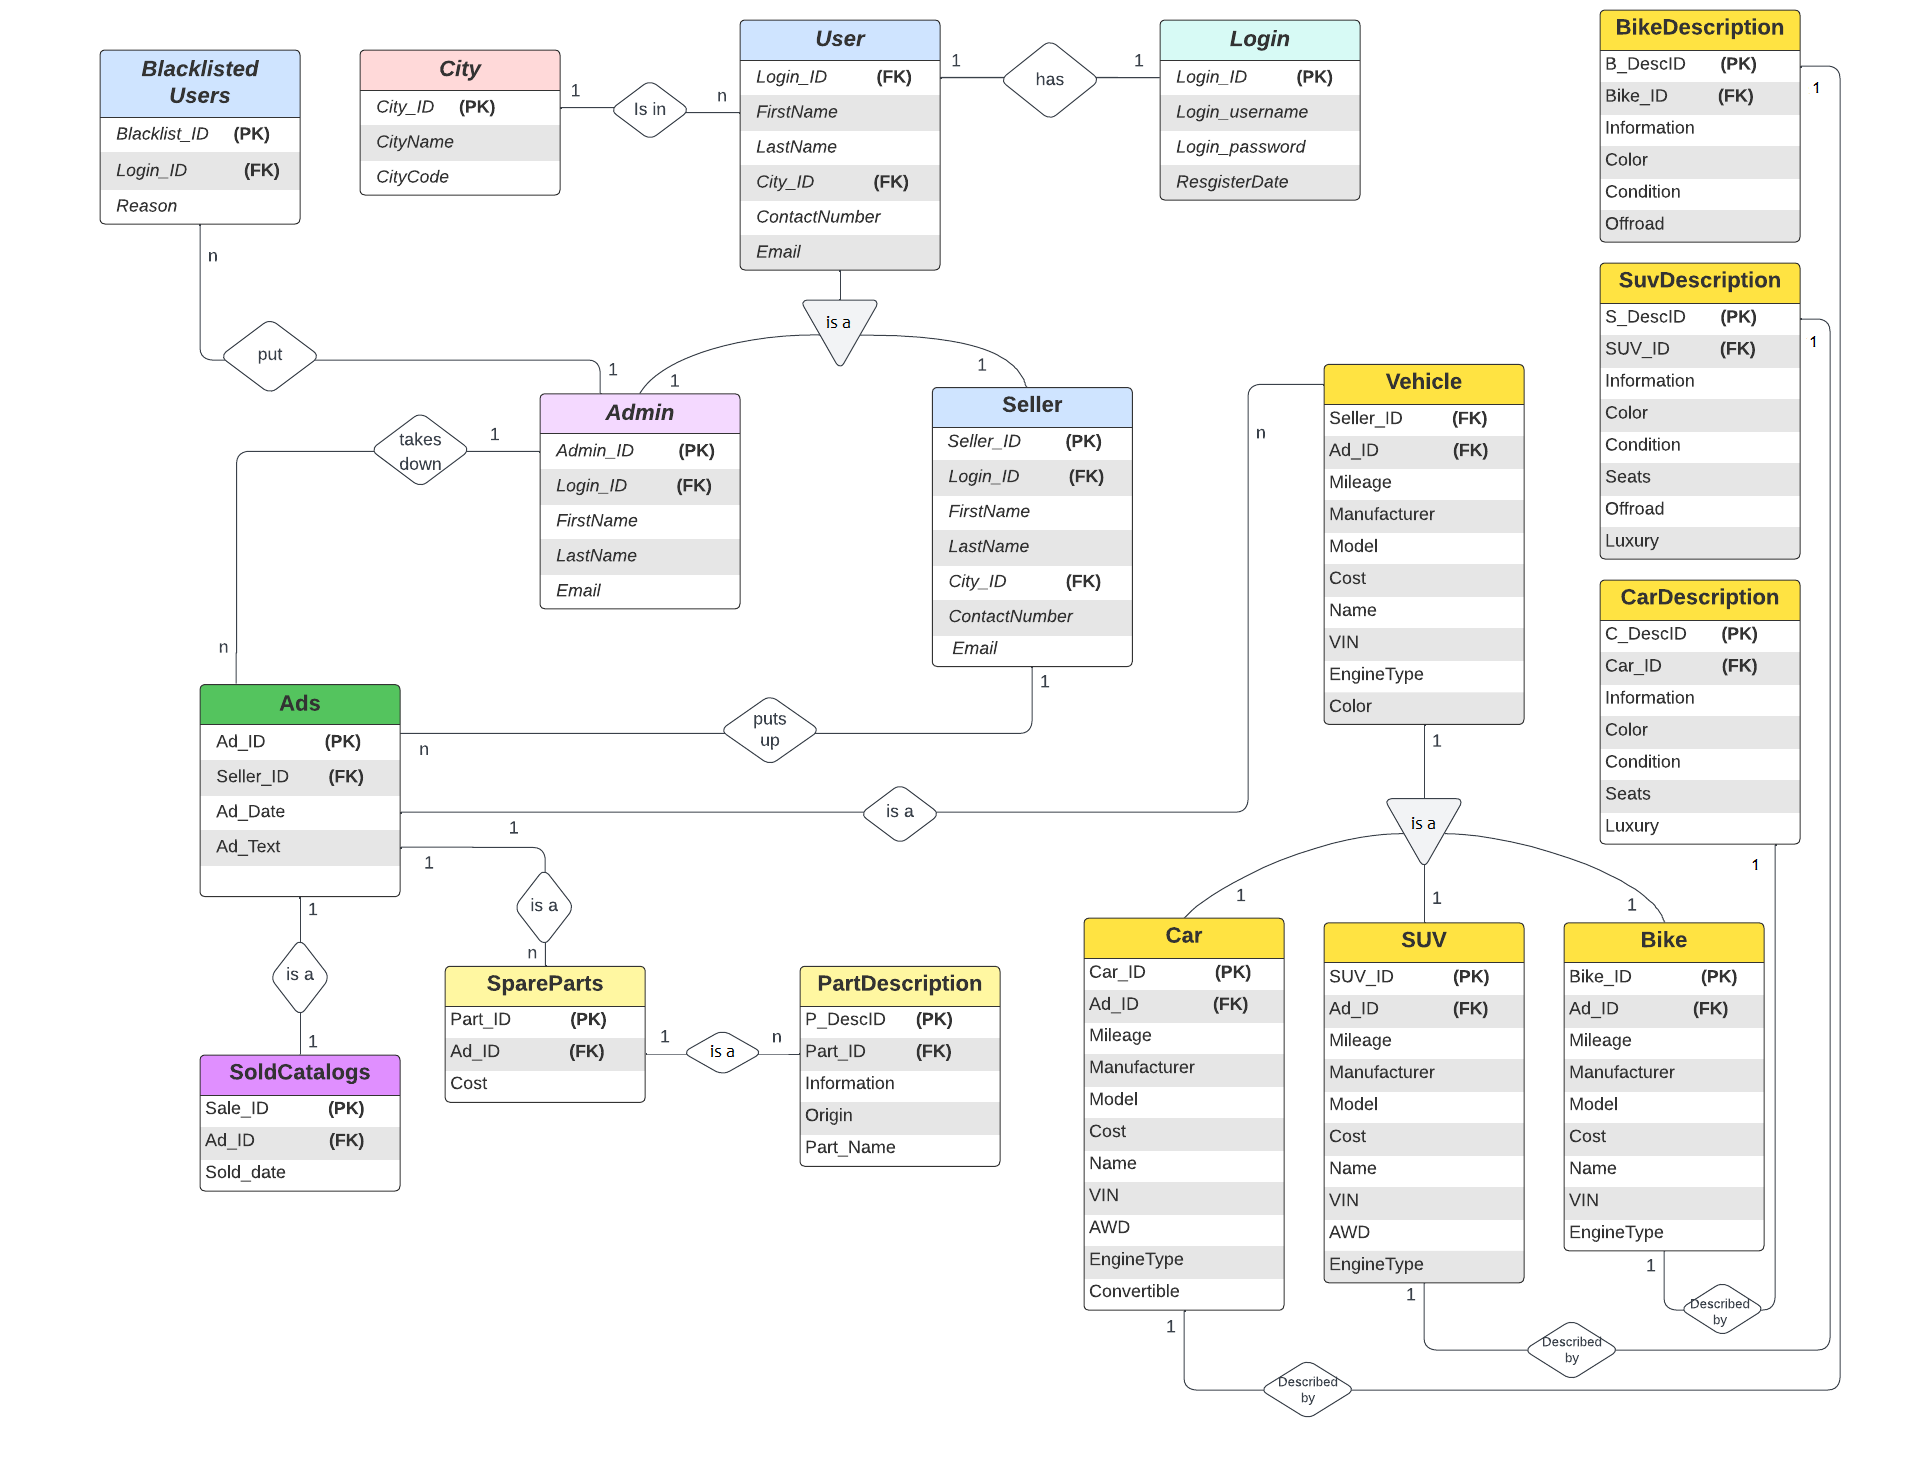 Blacklisted
Users
Blacklist_ID (PK)
Login_ID (FK)
Reason
City
City_ID (PK)
CityName
CityCode
1
Is in
n
User
Login_ID (FK)
FirstName
LastName
City_ID (FK)
ContactNumber
Email
1
has
1
Login
Login_ID (PK)
Login_username
Login_password
ResgisterDate
BikeDescription
B_DescID (PK)
Bike_ID (FK)
Information
Color
Condition
Offroad
1
SuvDescription
S_DescID (PK)
SUV_ID (FK)
Information
Color
Condition
Seats
Offroad
Luxury
1
CarDescription
C_DescID (PK)
Car_ID (FK)
Information
Color
Condition
Seats
Luxury
1
n
put
1
is a
1
1
Admin
Admin_ID (PK)
Login_ID (FK)
FirstName
LastName
Email
takes
down
1
n
Seller
Seller_ID (PK)
Login_ID (FK)
FirstName
LastName
City_ID (FK)
ContactNumber
Email
1
puts
up
n
Vehicle
Seller_ID (FK)
Ad_ID (FK)
Mileage
Manufacturer
Model
Cost
Name
VIN
EngineType
Color
n
is a
1
Ads
Ad_ID (PK)
Seller_ID (FK)
Ad_Date
Ad_Text
1
is a
n
1
is a
1
SoldCatalogs
Sale_ID (PK)
Ad_ID (FK)
Sold_date
SpareParts
Part_ID (PK)
Ad_ID (FK)
Cost
1
is a
n
PartDescription
P_DescID (PK)
Part_ID (FK)
Information
Origin
Part_Name
1
is a
1
1
1
Car
Car_ID (PK)
Ad_ID (FK)
Mileage
Manufacturer
Model
Cost
Name
VIN
AWD
EngineType
Convertible
1
SUV
SUV_ID (PK)
Ad_ID (FK)
Mileage
Manufacturer
Model
Cost
Name
VIN
AWD
EngineType
1
Bike
Bike_ID (PK)
Ad_ID (FK)
Mileage
Manufacturer
Model
Cost
Name
VIN
EngineType
1
Described
by
Described
by
Described
by